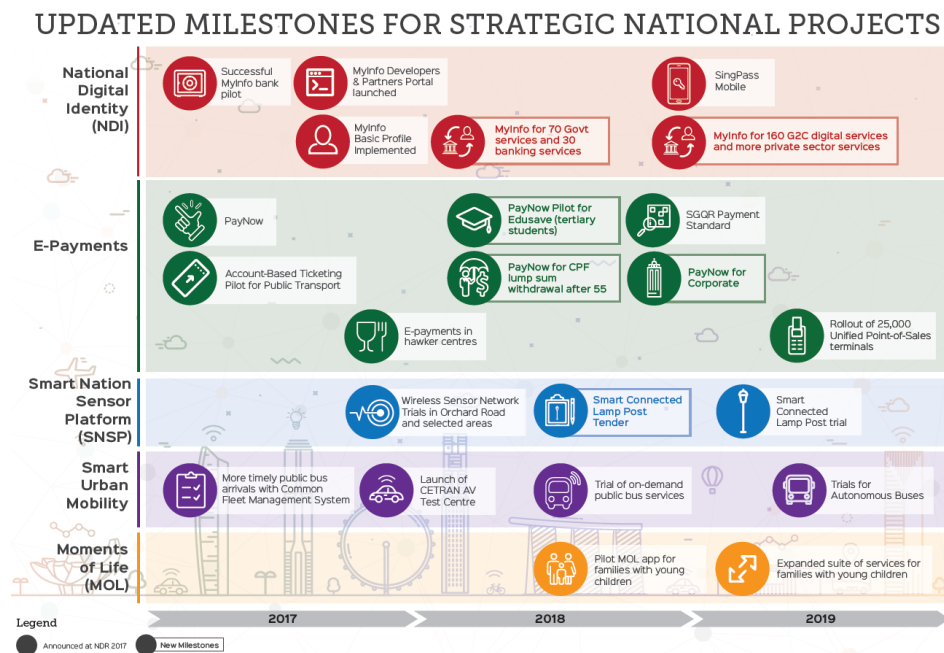 UPDATED MILESTONES FOR STRATEGIC NATIONAL PROJECTS
National
Digital
Identity
(NDI)
Successful
MyInfo bank
pilot
MyInfo Developers
& Partners Portal
launched
SingPass
Mobile
MyInfo
Basic Profile
Implemented
MyInfo for 70 Govt
services and 30
banking services
MyInfo for 160 G2C digital services
and more private sector services
E-Payments
PayNow
PayNow Pilot for
Edusave (tertiary
students)
SGQR Payment
Standard
Account-Based Ticketing
Pilot for Public Transport
PayNow for CPF
lump sum
withdrawal after 55
PayNow for
Corporate
E-payments in
hawker centres
Rollout of 25,000
Unified Point-of-Sales
terminals
Smart Nation
Sensor
Platform
(SNSP)
Wireless Sensor Network
Trials in Orchard Road
and selected areas
Smart Connected
Lamp Post
Tender
Smart
Connected
Lamp Post trial
Smart
Urban
Mobility
More timely public bus
arrivals with Common
Fleet Management System
Launch of
CETRAN AV
Test Centre
Trial of on-demand
public bus services
Trials for
Autonomous Buses
Moments
of Life
(MOL)
Pilot MOL app for
families with young
children
Expanded suite of services for
families with young children
2017
2018
2019
Legend
Announced at NDR 2017
New Milestones